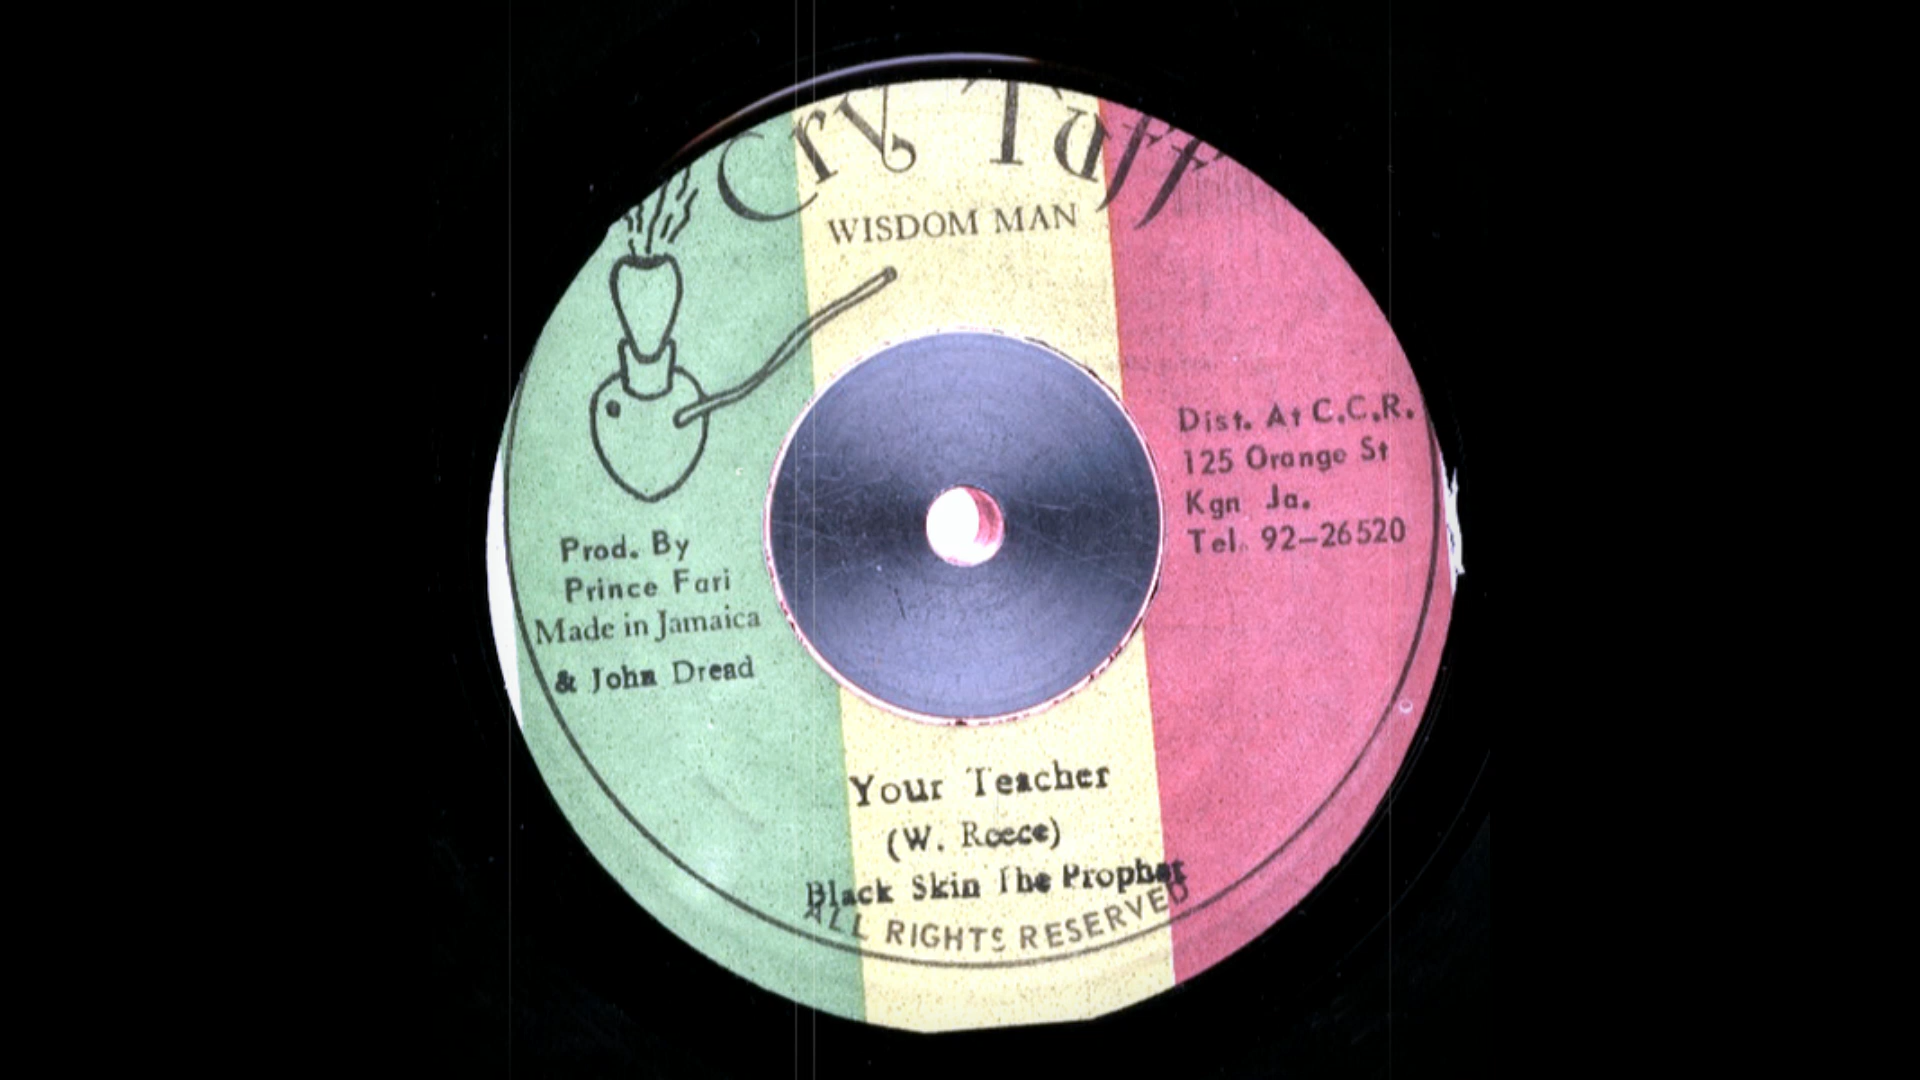 Cry Tuff
WISDOM MAN
Dist. At C.C.R.
125 Orange St
Kgn Ja.
Tel. 92-26520
Prod. By
Prince Fari
Made in Jamaica
& John Dread
Your Teacher
(W. Reece)
Black Skin The Prophet
ALL RIGHTS RESERVED